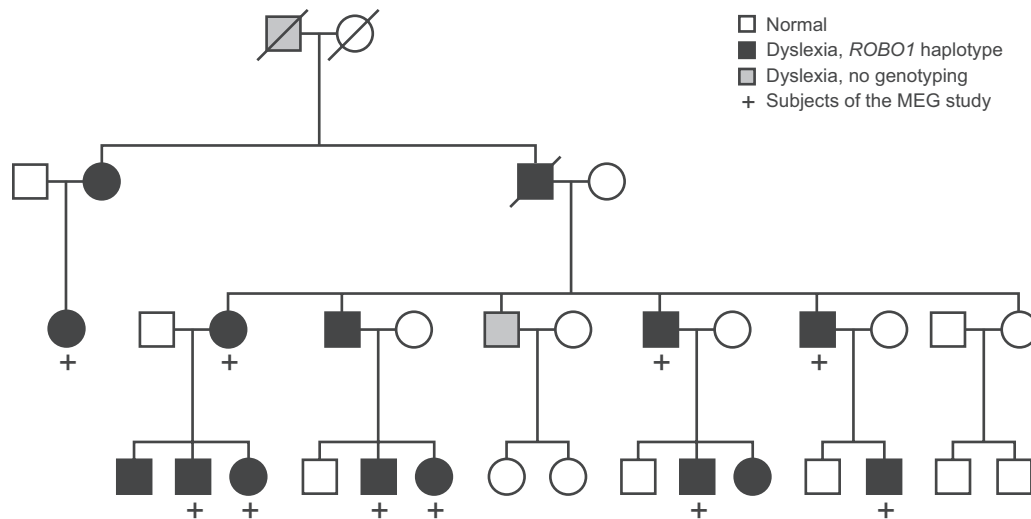 Normal
Dyslexia, ROBO1 haplotype
Dyslexia, no genotyping
+ Subjects of the MEG study
+ + + +
+ + + + + +